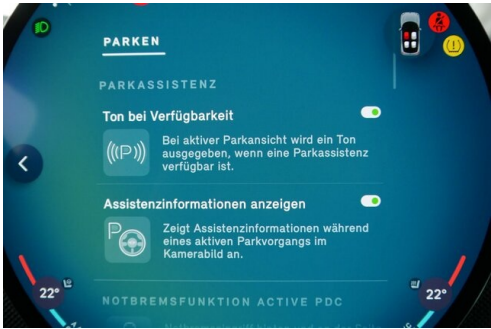 PARKEN
PARKASSISTENZ
Ton bei Verfügbarkeit
((P))
Bei aktiver Parkansicht wird ein Ton
ausgegeben, wenn eine Parkassistenz
verfügbar ist.
Assistenzinformationen anzeigen
P
Zeigt Assistenzinformationen während
eines aktiven Parkvorgangs im
Kamerabild an.
22°
22°
NOTBREMSFUNKTION ACTIVE PDC